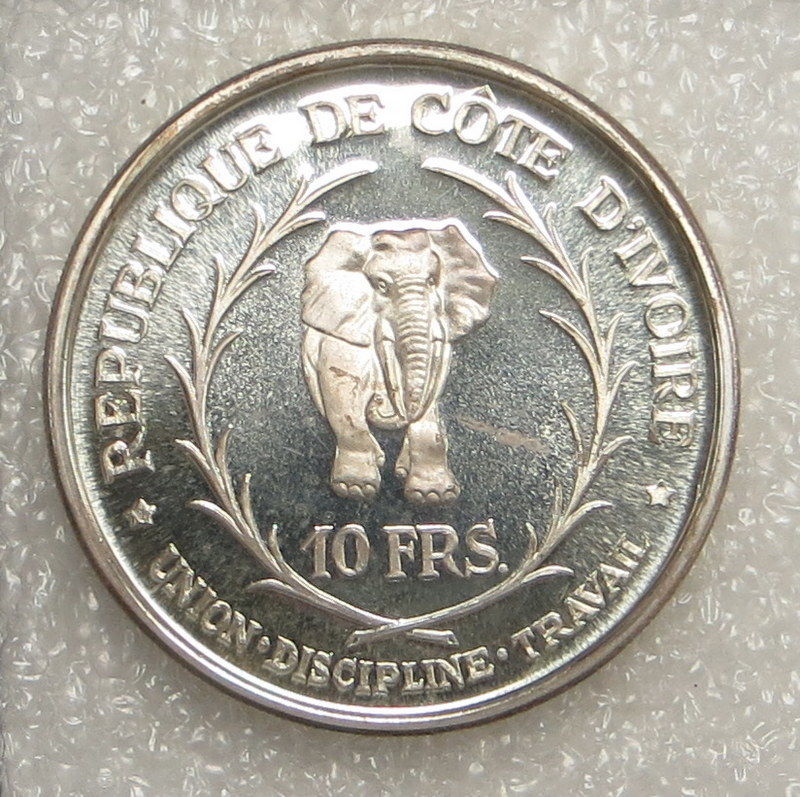 REPUBLIQUE DE CÔTE D'IVOIRE
10 FRS.
UNION·DISCIPLINE·TRAVAIL